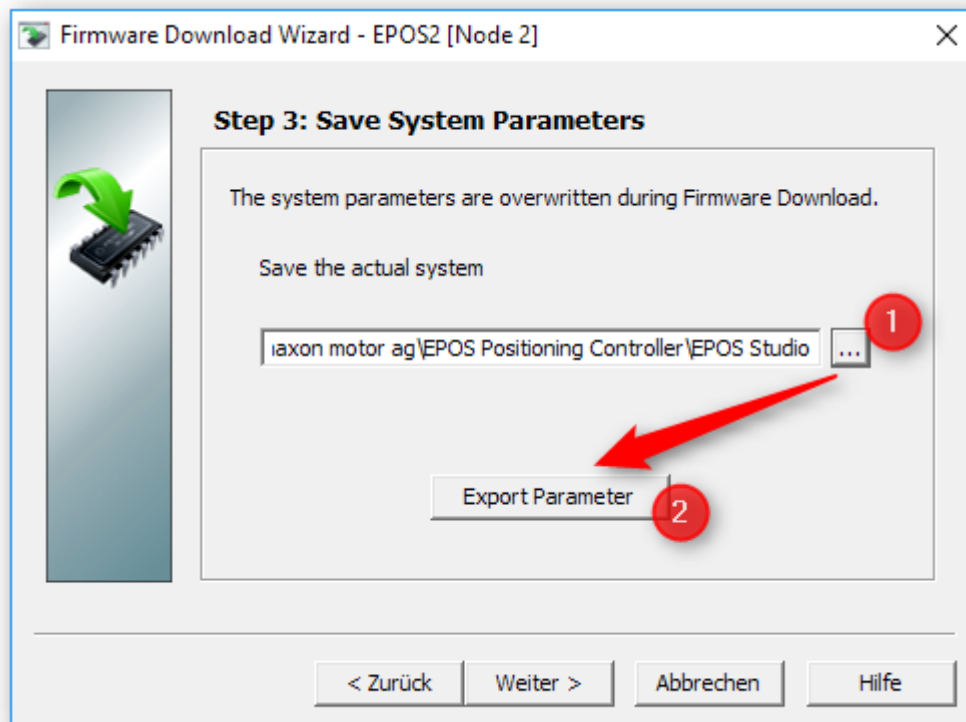 Firmware Download Wizard - EPOS2 [Node 2]
Step 3: Save System Parameters
The system parameters are overwritten during Firmware Download.
Save the actual system
axon motor ag\EPOS Positioning Controller\EPOS Studio
...
1
Export Parameter
2
< Zurück
Weiter >
Abbrechen
Hilfe